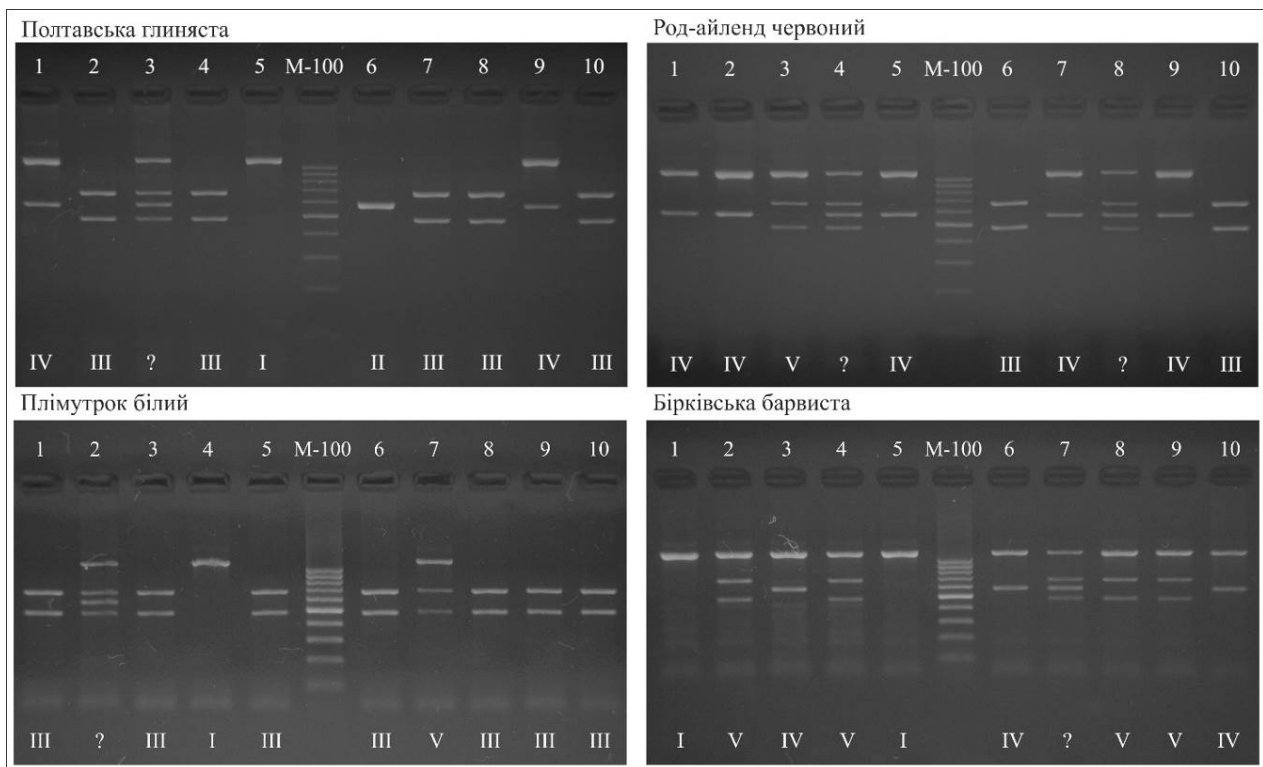 Полтавська глиняста
1 2 3 4 5 М-100 6 7 8 9 10
IV III ? III I II III III IV III
Род-айленд червоний
1 2 3 4 5 М-100 6 7 8 9 10
IV IV V ? IV III IV ? IV III
Плімутрок білий
1 2 3 4 5 М-100 6 7 8 9 10
III ? III I III III V III III III
Бірківська барвиста
1 2 3 4 5 М-100 6 7 8 9 10
I V IV V I IV ? V V IV